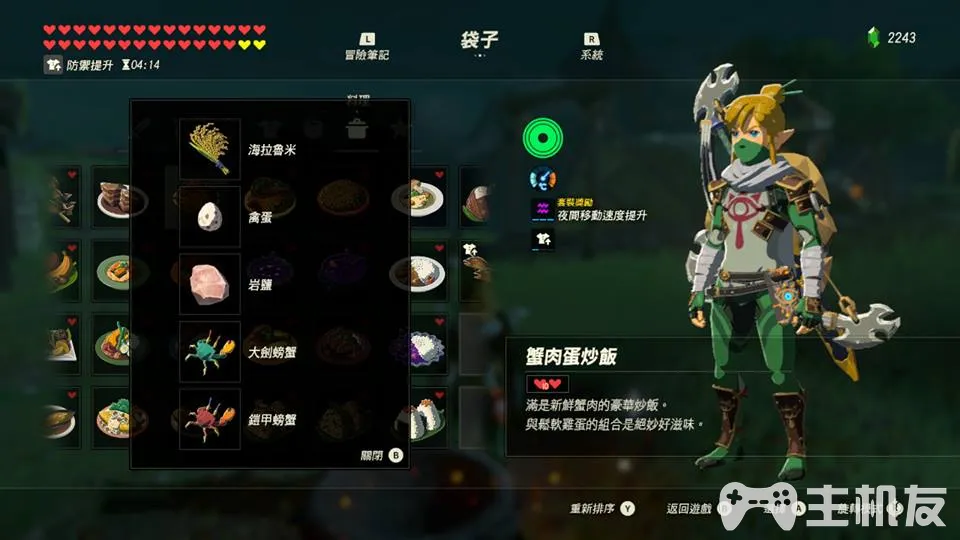 L
冒險筆記
袋子
R
系統
2243
防禦提升 04:14
料理
海拉魯米
禽蛋
岩鹽
大劍螃蟹
鎧甲螃蟹
關閉 B
套裝獎勵
夜間移動速度提升
蟹肉蛋炒飯
10
滿是新鮮蟹肉的豪華炒飯。
與鬆軟雞蛋的組合是絕妙好滋味。
重新排序 Y
返回遊戲
主机友